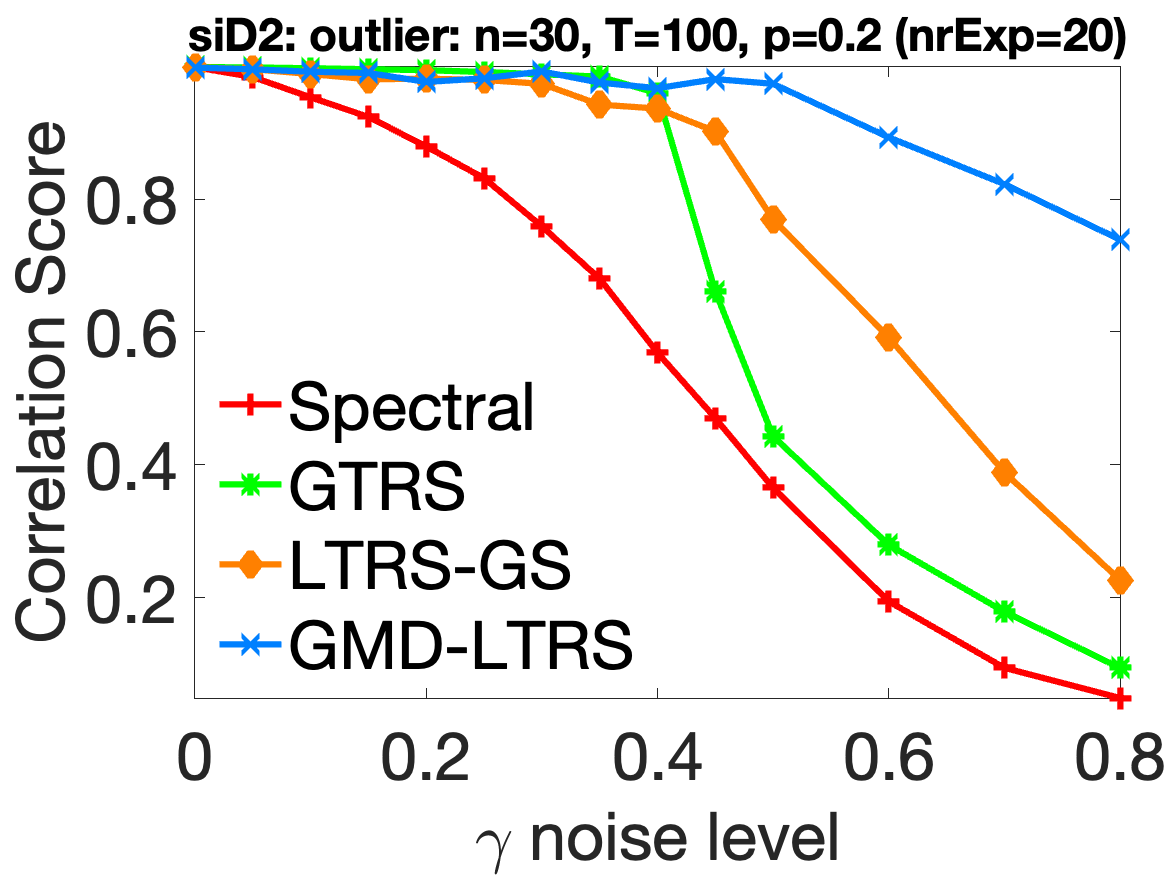 siD2: outlier: n=30, T=100, p=0.2 (nrExp=20)
Correlation Score
0.8
0.6
0.4
0.2
Spectral
GTRS
LTRS-GS
GMD-LTRS
0 0.2 0.4 0.6 0.8
γ noise level